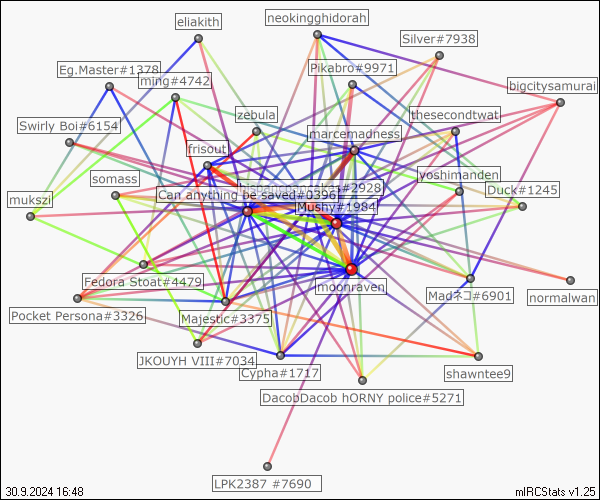 neokingghidorah
eliakith
Silver#7938
Eg.Master#1378
Pikabro#9971
ming#4742
bigcitysamurai
zebula
thesecondtwat
Swirly Boi#6154
marcemadness
frisout
yoshimanden
somass
#2928
Duck#1245
mukszi
Can anything be saved#0396
Mushy#1984
Fedora Stoat#4479
moonraven
Madネコ#6901
normalwan
Pocket Persona#3326
Majestic#3375
JKOUYH VIII#7034
Cypha#1717
shawntee9
DacobDacob hORNY police#5271
LPK2387 #7690
30.9.2024 16:48
mIRCStats v1.25